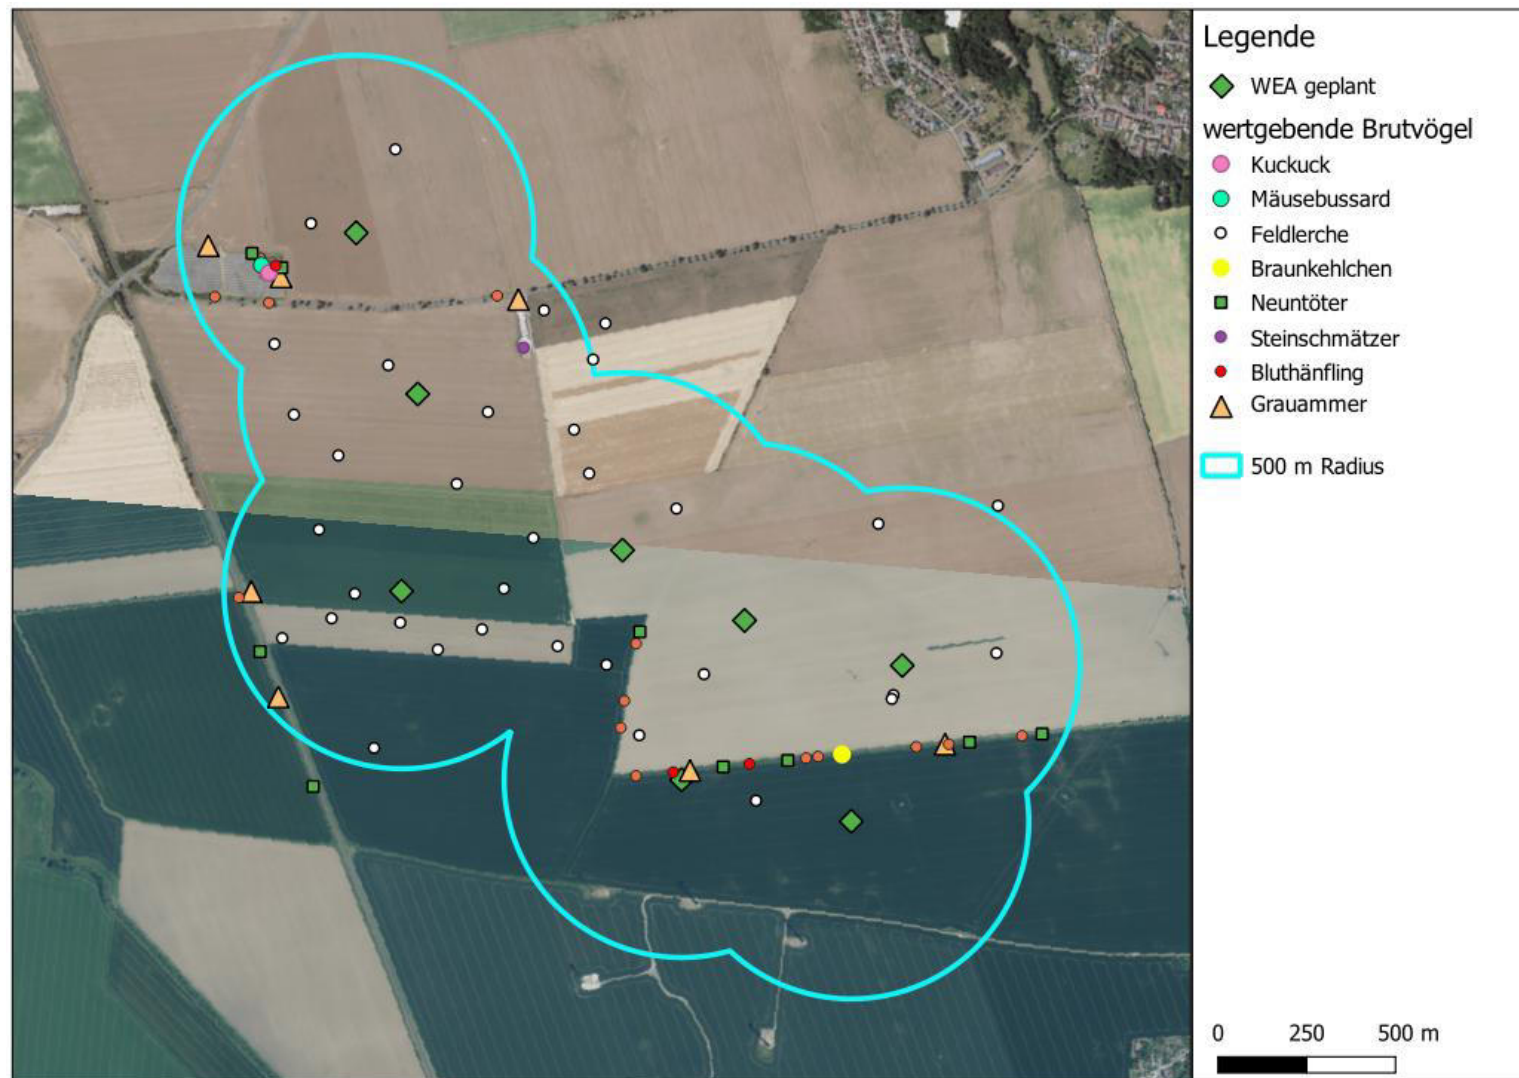 Legende
WEA geplant
wertgebende Brutvögel
Kuckuck
Mäusebussard
Feldlerche
Braunkehlchen
Neuntöter
Steinschmätzer
Bluthänfling
Grauammer
500 m Radius
0 250 500 m